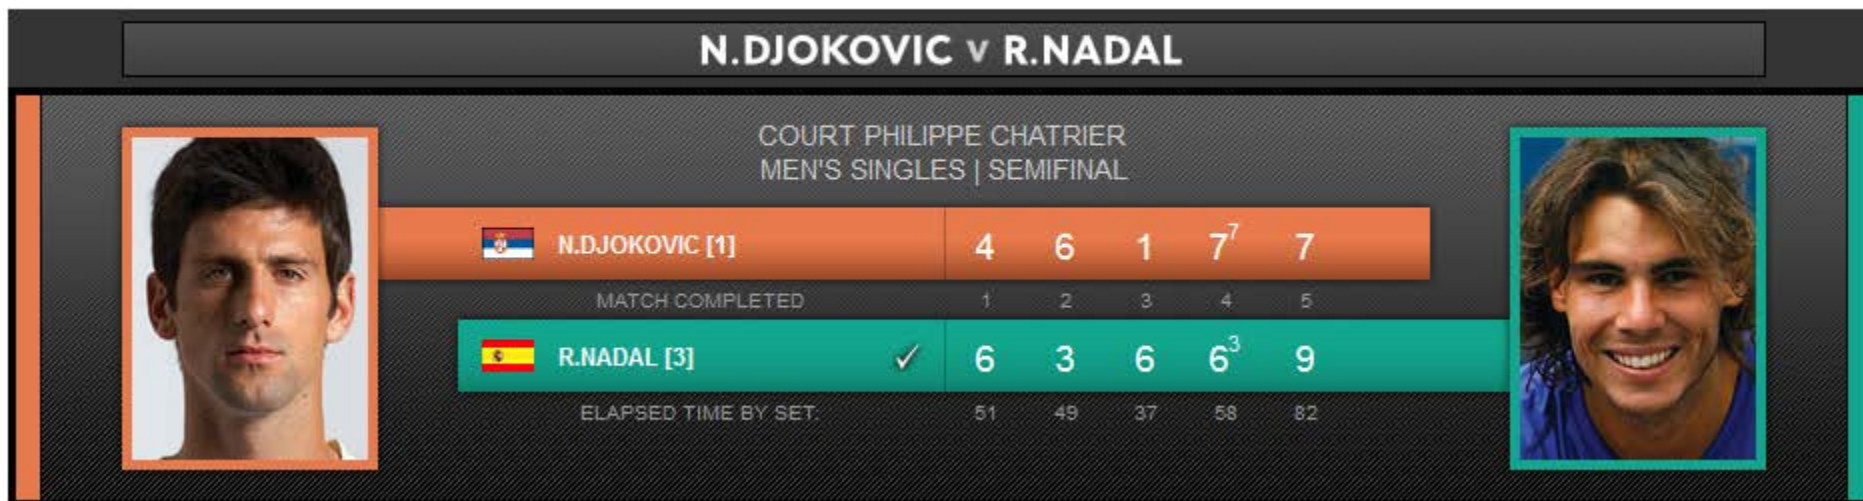 N.DJOKOVIC v R.NADAL
COURT PHILIPPE CHATRIER
MEN'S SINGLES | SEMIFINAL
N.DJOKOVIC [1] 4 6 1 7⁷ 7
MATCH COMPLETED 1 2 3 4 5
R.NADAL [3] ✓ 6 3 6 6³ 9
ELAPSED TIME BY SET: 51 49 37 58 82